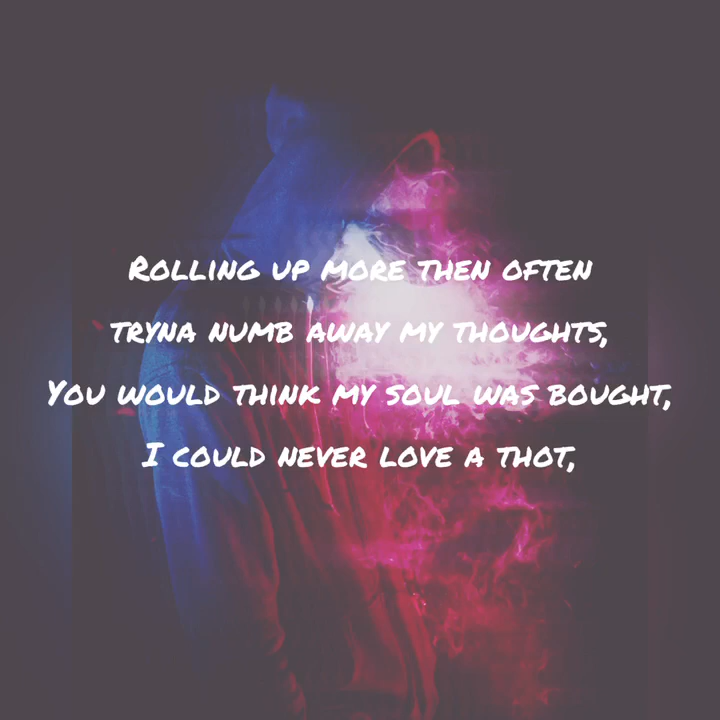 Rolling up more then often
tryna numb away my thoughts,
You would think my soul was bought,
I could never love a thot,